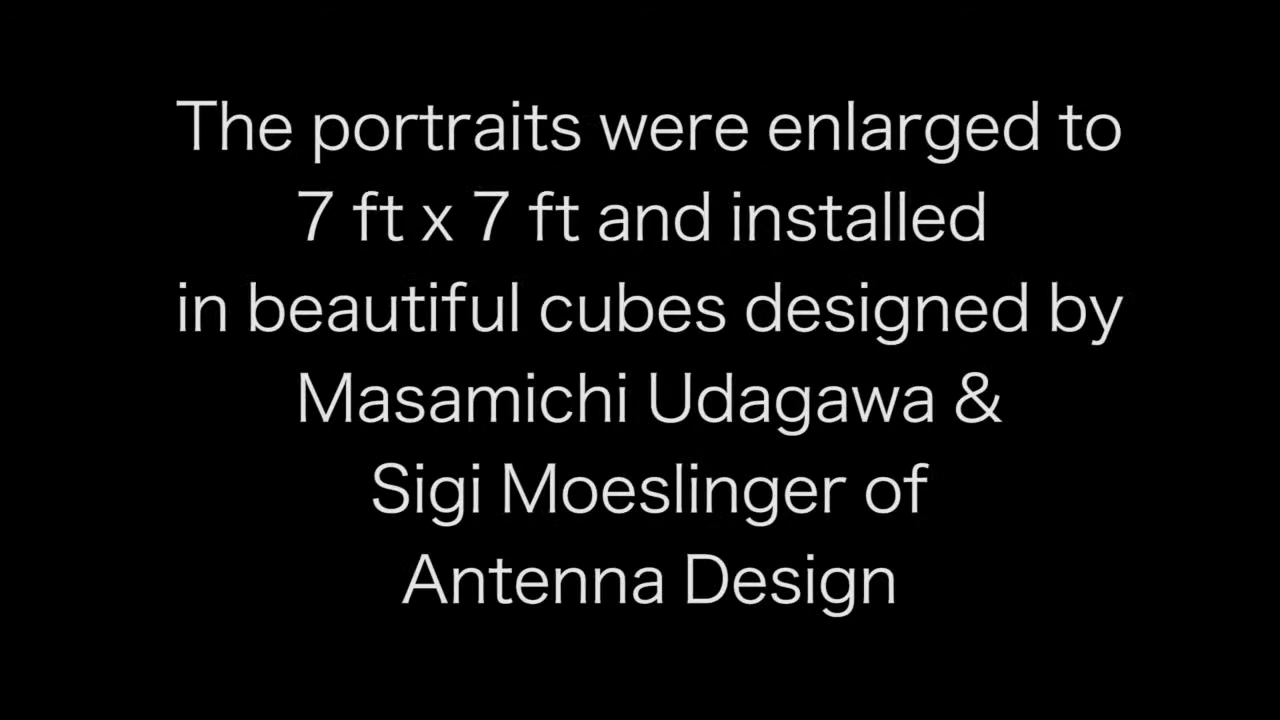 The portraits were enlarged to
7 ft x 7 ft and installed
in beautiful cubes designed by
Masamichi Udagawa &
Sigi Moeslinger of
Antenna Design